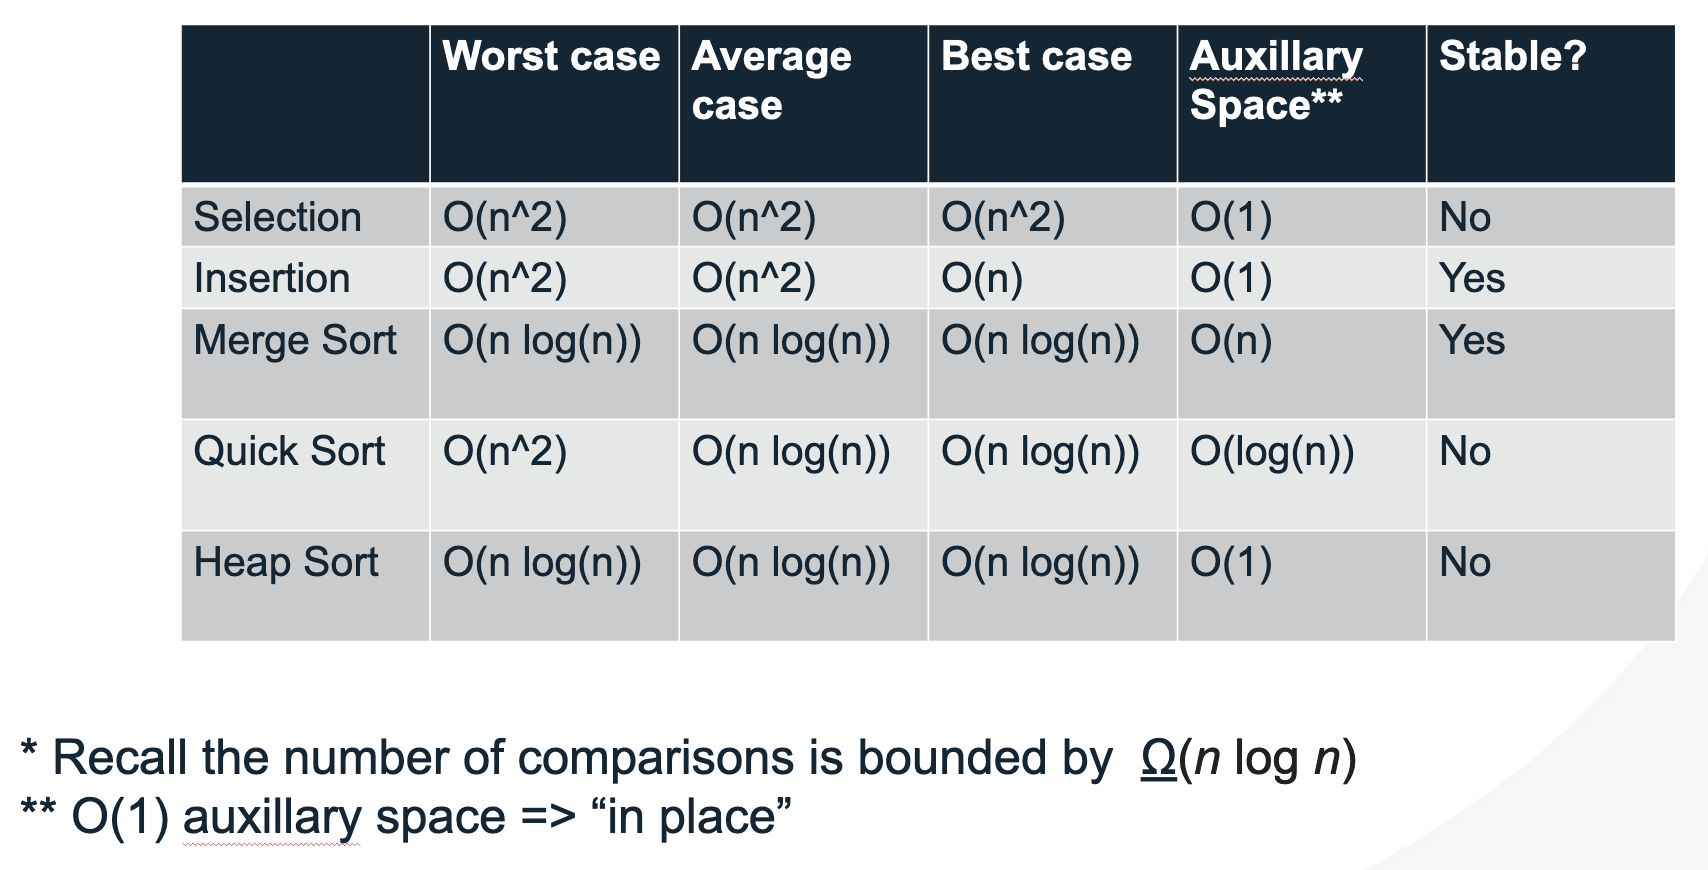 Worst case Average case Best case Auxillary Space** Stable?
Selection O(n^2) O(n^2) O(n^2) O(1) No
Insertion O(n^2) O(n^2) O(n) O(1) Yes
Merge Sort O(n log(n)) O(n log(n)) O(n log(n)) O(n) Yes
Quick Sort O(n^2) O(n log(n)) O(n log(n)) O(log(n)) No
Heap Sort O(n log(n)) O(n log(n)) O(n log(n)) O(1) No
* Recall the number of comparisons is bounded by Ω(n log n)
** O(1) auxillary space => “in place”